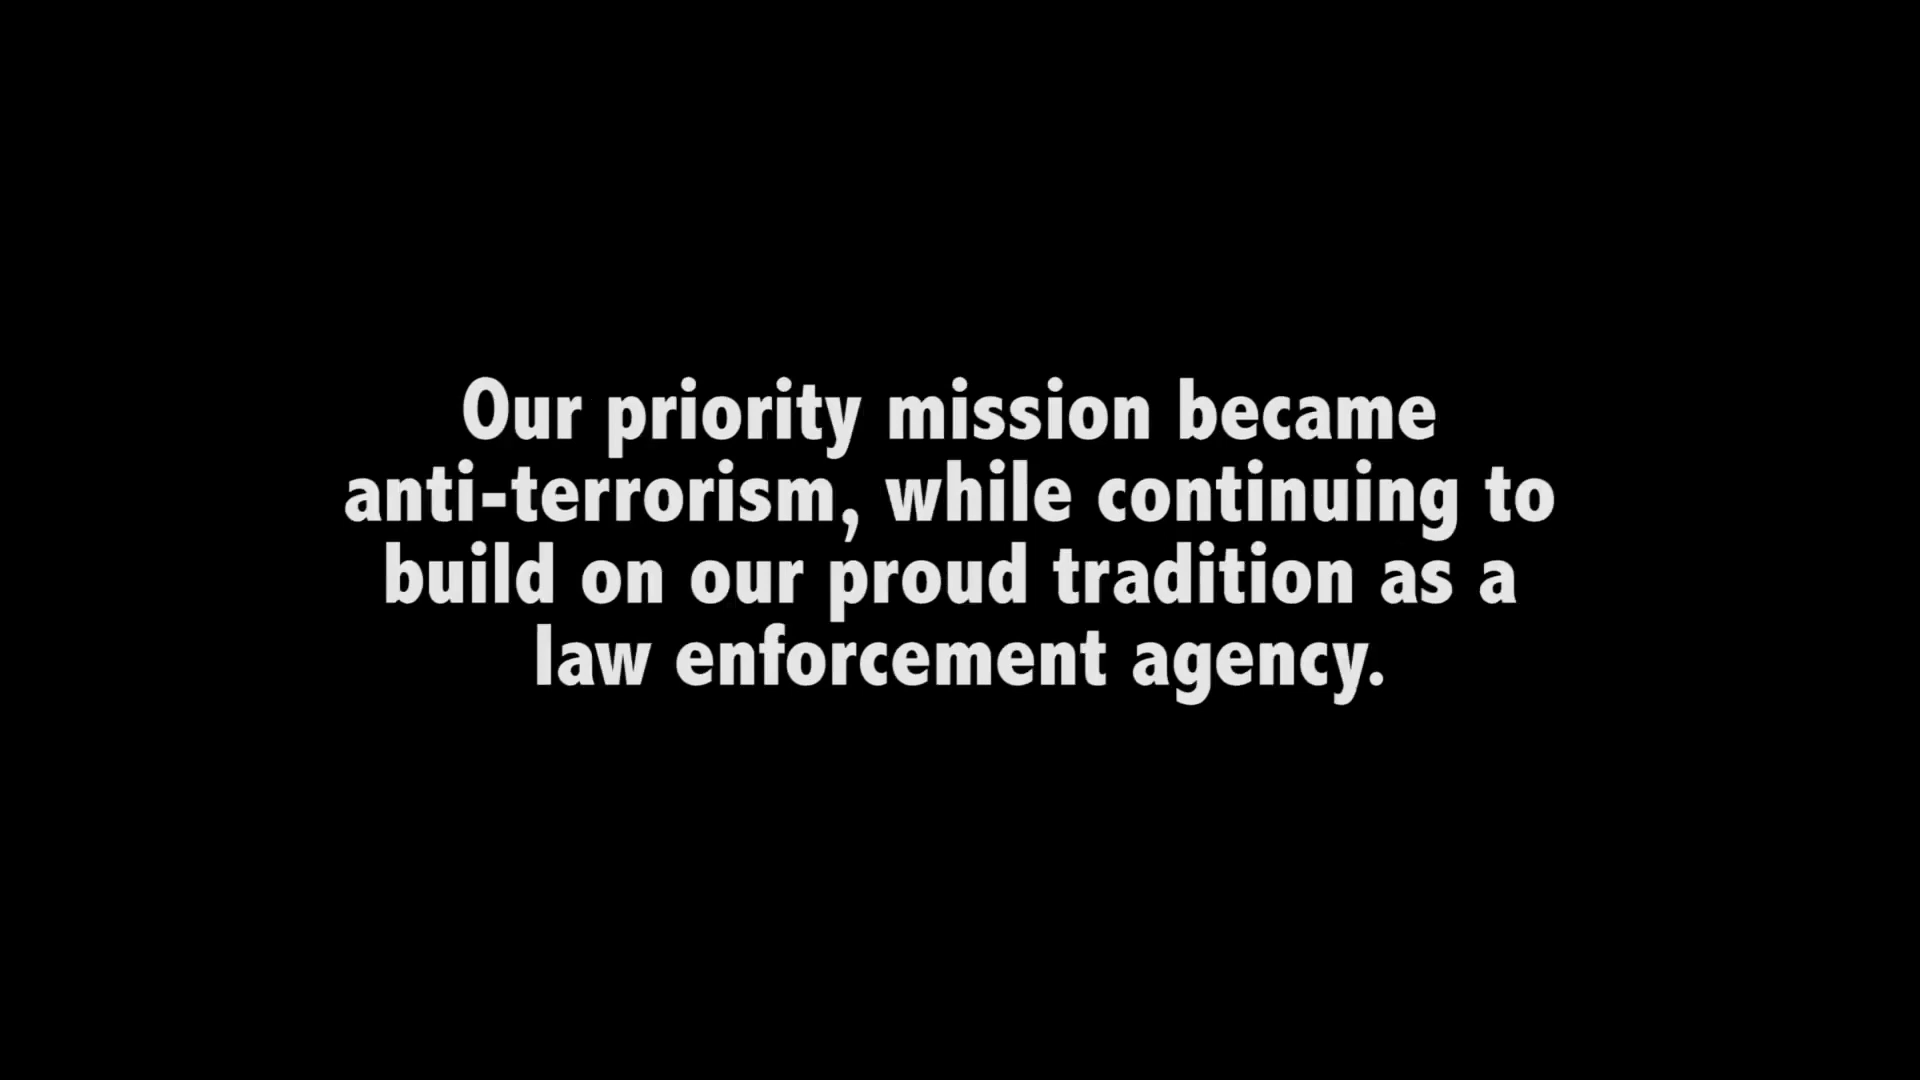 Our priority mission became
anti-terrorism, while continuing to
build on our proud tradition as a
law enforcement agency.